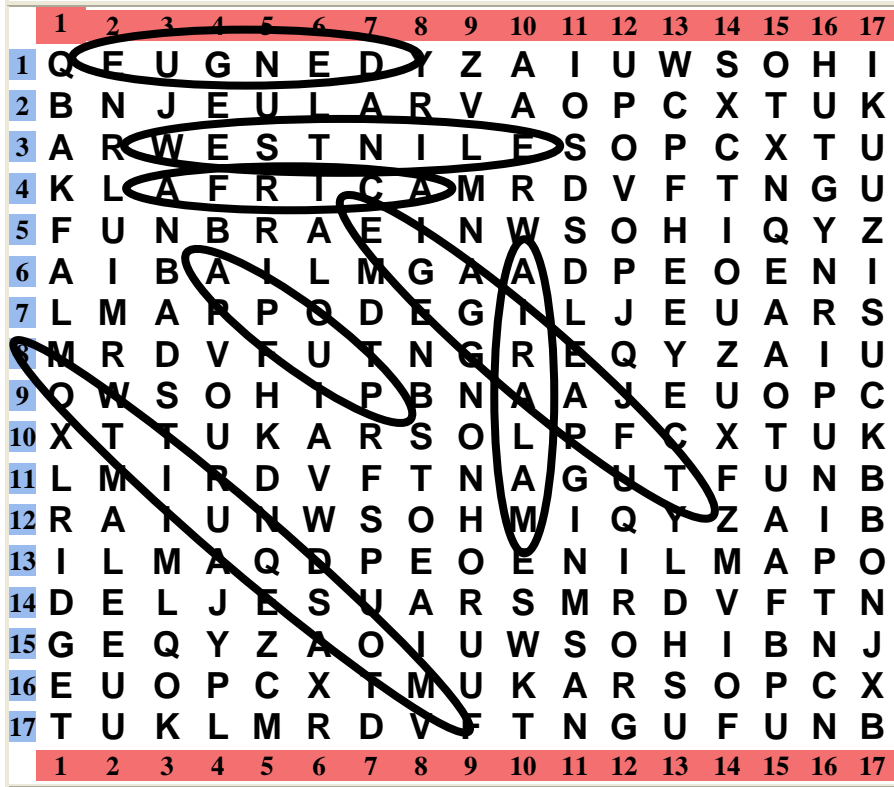 1 2 3 4 5 6 7 8 9 10 11 12 13 14 15 16 17
1 Q E U G N E D Y Z A I U W S O H I
2 B N J E U L A R V A O P C X T U K
3 A R W E S T N I L E S O P C X T U
4 K L A F R I C A M R D V F T N G U
5 F U N B R A E I N W S O H I Q Y Z
6 A I B A I L M G A A D P E O E N I
7 L M A P P O D E G I L J E U A R S
8 M R D V F U T N G R E Q Y Z A I U
9 O W S O H I P B N A A J E U O P C
10 X T T U K A R S O L P F C X T U K
11 L M I R D V F T N A G U T F U N B
12 R A I U N W S O H M I Q Y Z A I B
13 I L M A Q D P E O E N I L M A P O
14 D E L J E S U A R S M R D V F T N
15 G E Q Y Z A O I U W S O H I B N J
16 E U O P C X T M U K A R S O P C X
17 T U K L M R D V F T N G U F U N B
1 2 3 4 5 6 7 8 9 10 11 12 13 14 15 16 17